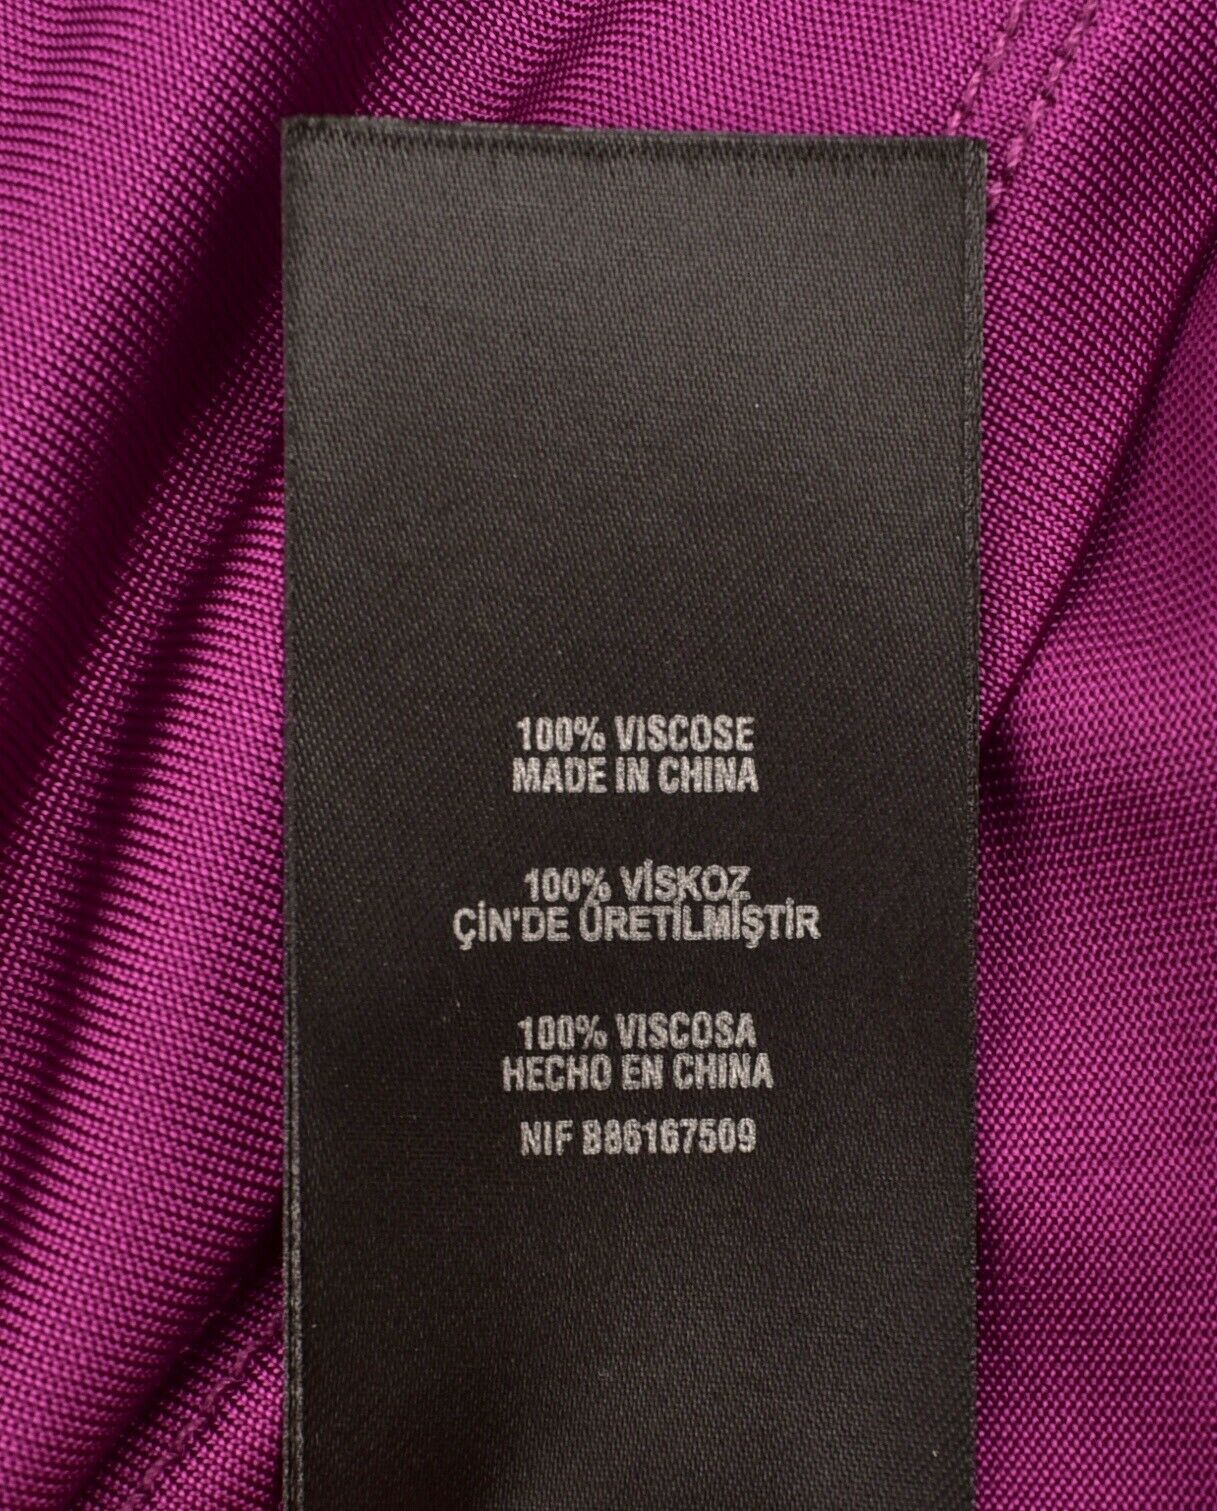 100% VISCOSE
MADE IN CHINA
100% VİSKOZ
ÇİN'DE ÜRETİLMİŞTİR
100% VISCOSA
HECHO EN CHINA
NIF B86167509